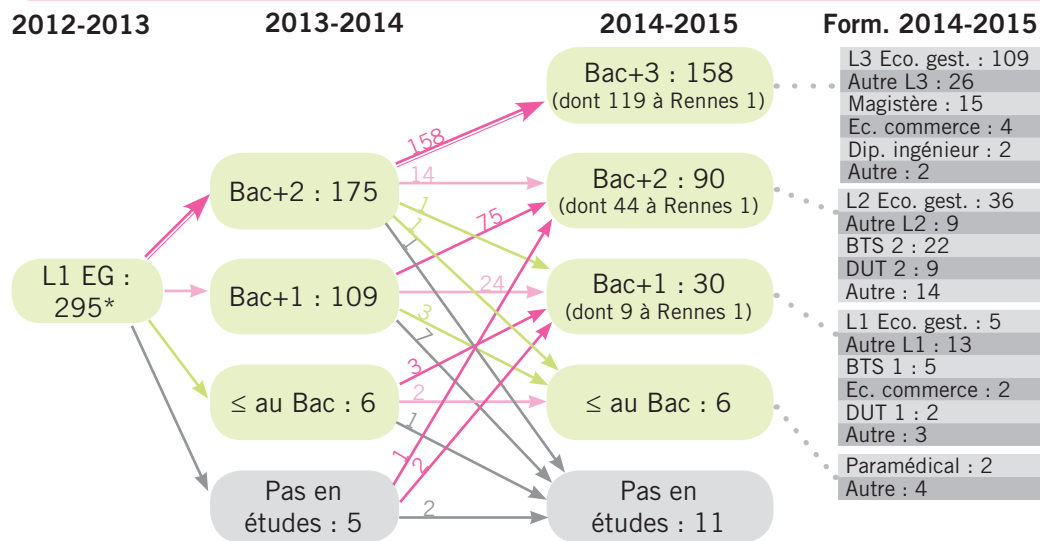 2012-2013
2013-2014
2014-2015
Form. 2014-2015
L1 EG :
295*
Bac+2 : 175
Bac+1 : 109
≤ au Bac : 6
Pas en
études : 5
158
14
1
1
1
75
24
3
7
3
2
1
1
2
2
Bac+3 : 158
(dont 119 à Rennes 1)
Bac+2 : 90
(dont 44 à Rennes 1)
Bac+1 : 30
(dont 9 à Rennes 1)
≤ au Bac : 6
Pas en
études : 11
L3 Eco. gest. : 109
Autre L3 : 26
Magistère : 15
Ec. commerce : 4
Dip. ingénieur : 2
Autre : 2
L2 Eco. gest. : 36
Autre L2 : 9
BTS 2 : 22
DUT 2 : 9
Autre : 14
L1 Eco. gest. : 5
Autre L1 : 13
BTS 1 : 5
Ec. commerce : 2
DUT 1 : 2
Autre : 3
Paramédical : 2
Autre : 4